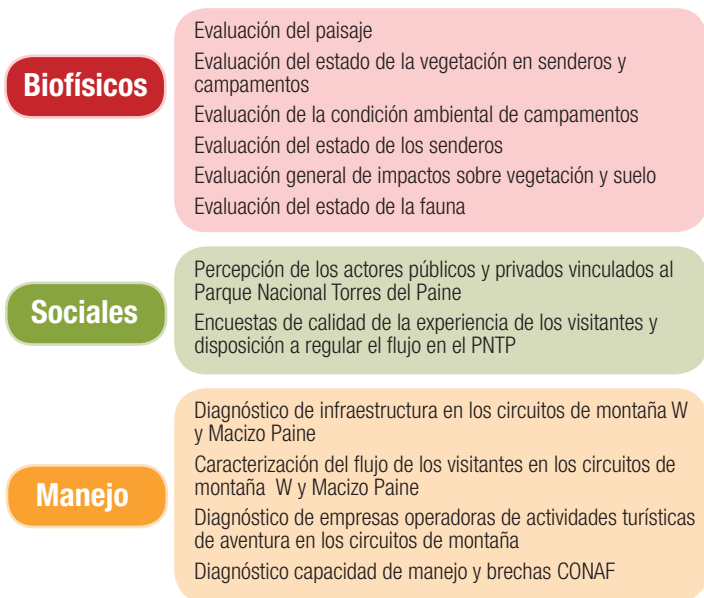 Biofísicos
Evaluación del paisaje
Evaluación del estado de la vegetación en senderos y
campamentos
Evaluación de la condición ambiental de campamentos
Evaluación del estado de los senderos
Evaluación general de impactos sobre vegetación y suelo
Evaluación del estado de la fauna
Sociales
Percepción de los actores públicos y privados vinculados al
Parque Nacional Torres del Paine
Encuestas de calidad de la experiencia de los visitantes y
disposición a regular el flujo en el PNTP
Manejo
Diagnóstico de infraestructura en los circuitos de montaña W
y Macizo Paine
Caracterización del flujo de los visitantes en los circuitos de
montaña W y Macizo Paine
Diagnóstico de empresas operadoras de actividades turísticas
de aventura en los circuitos de montaña
Diagnóstico capacidad de manejo y brechas CONAF